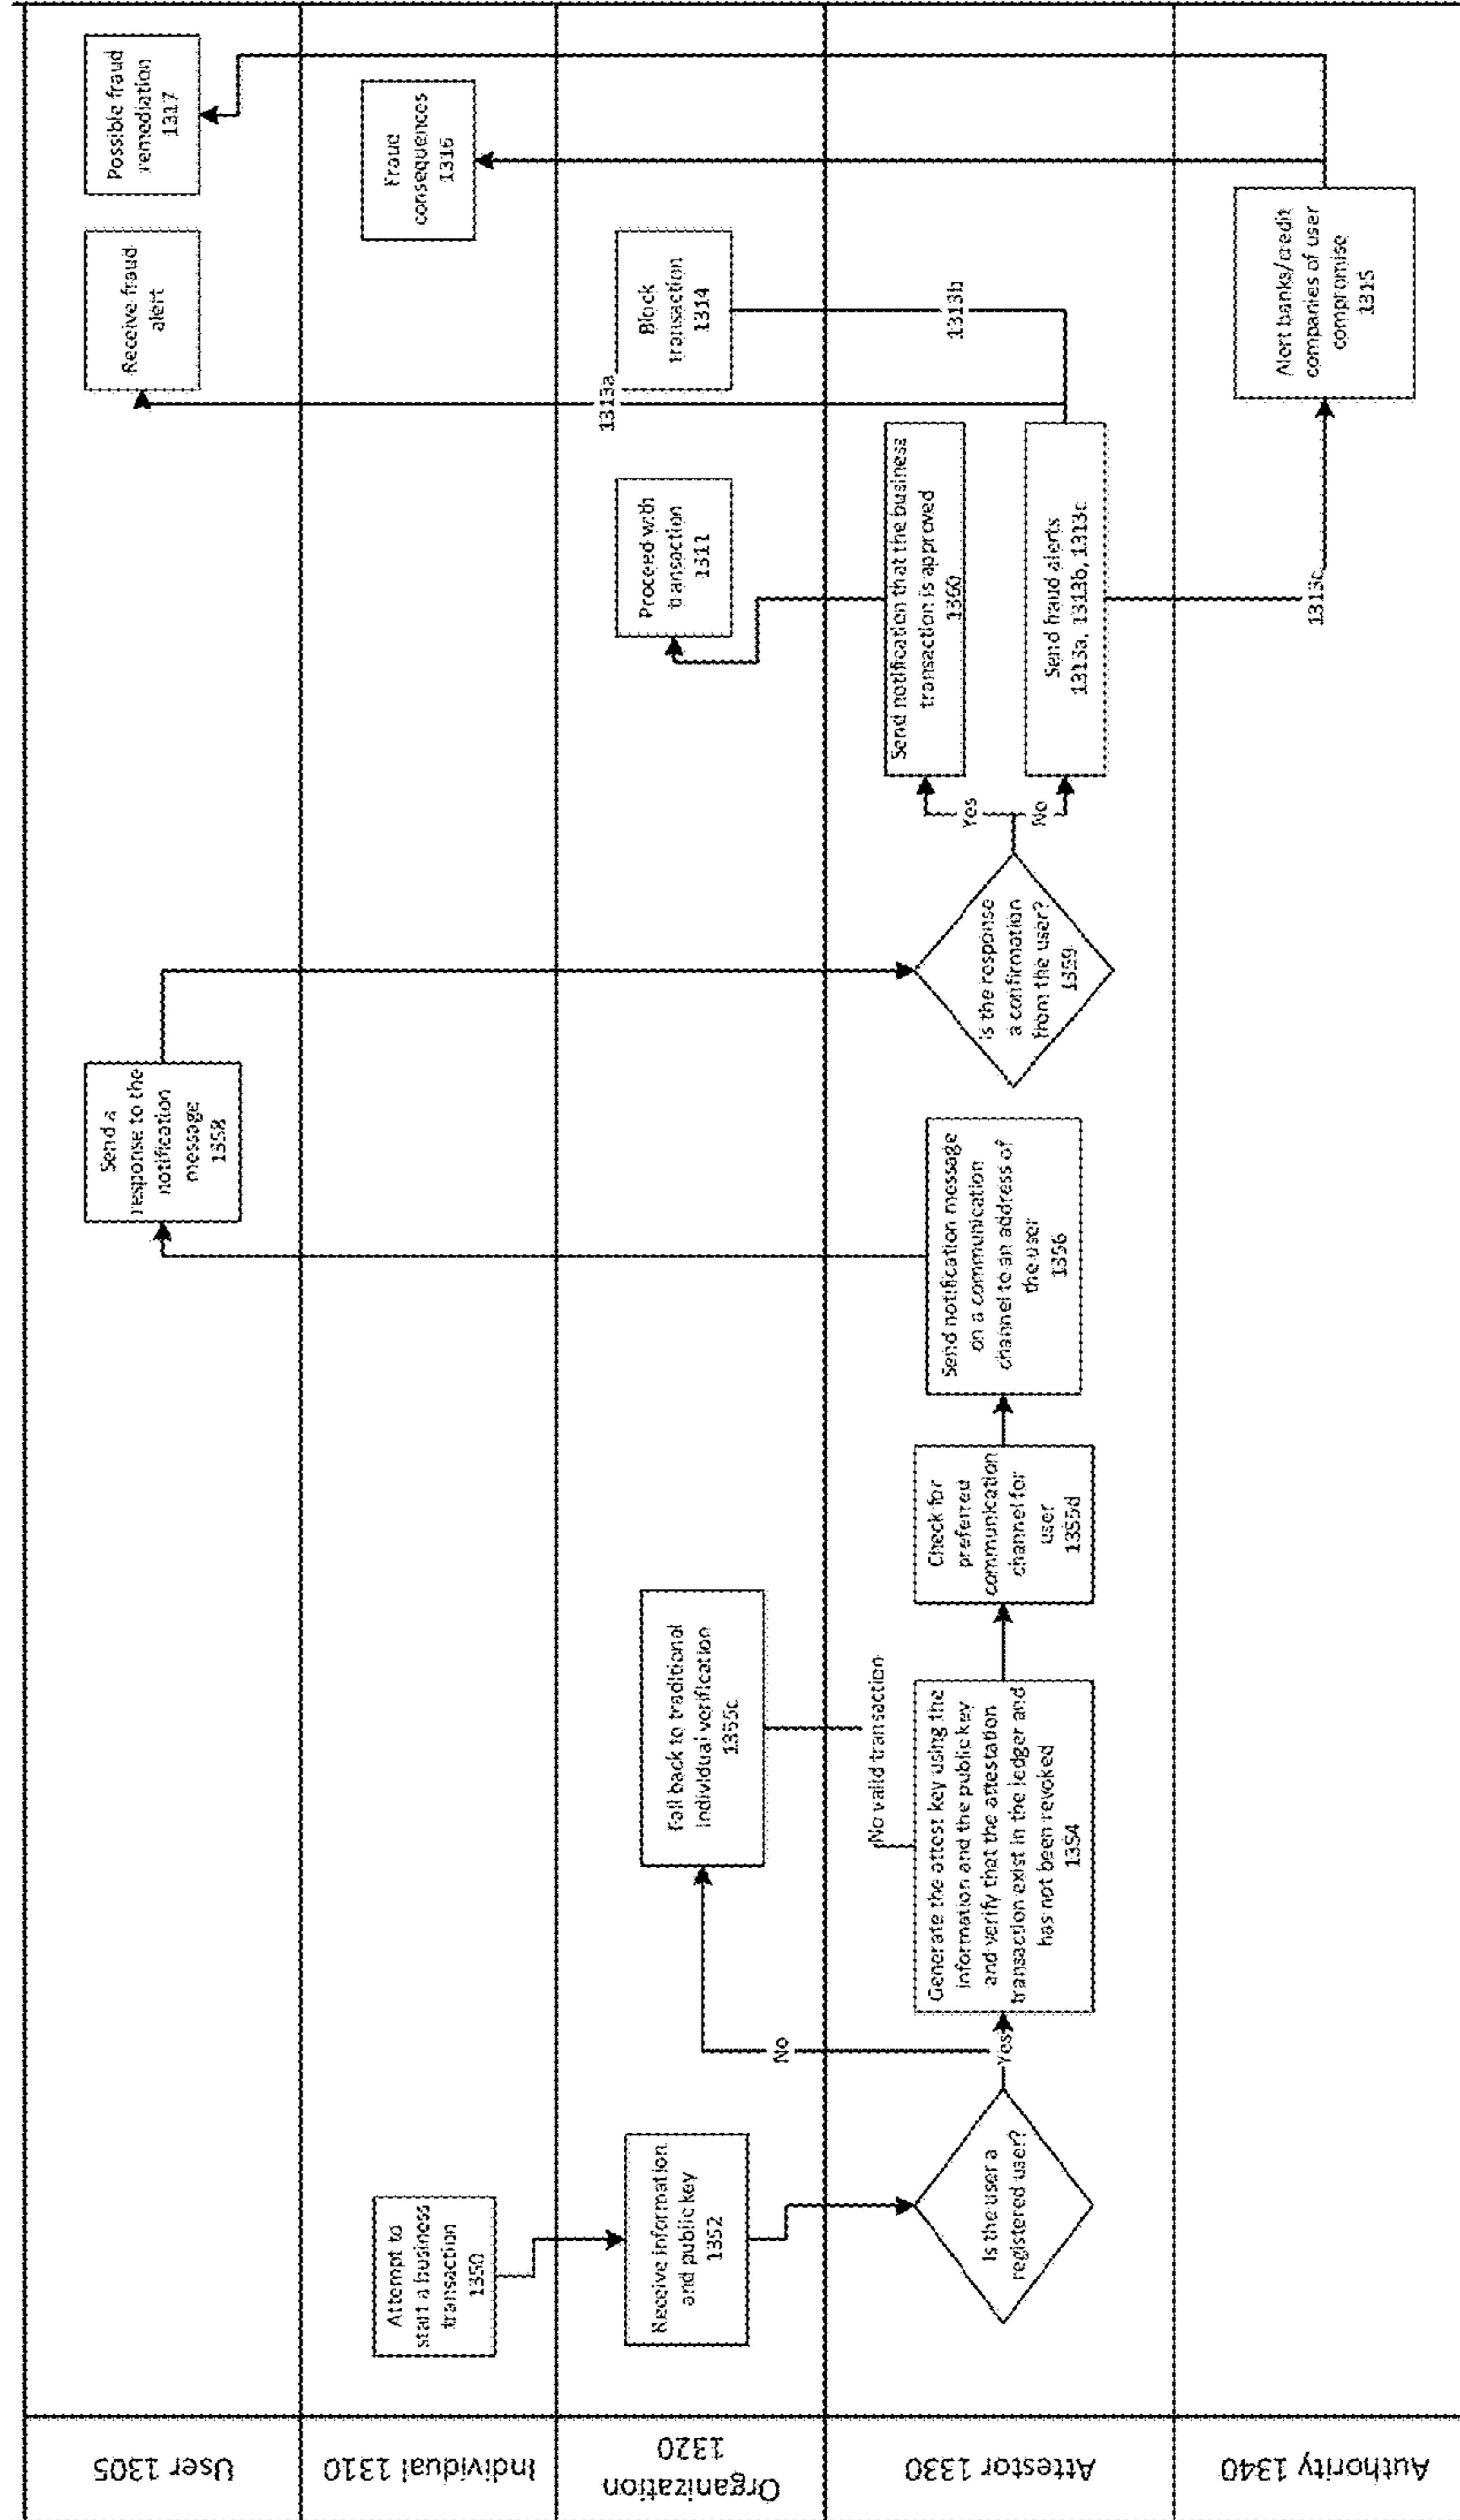 User 1305
Individual 1310
Organization
1320
Attestor 1330
Authority 1340
Attempt to
start a business
transaction
1350
Receive information
and public key
1352
Is the user a
registered user?
No
Yes
Fall back to traditional
individual verification
1355c
No valid transaction
Generate the attest key using the
information and the public key
and verify that the attestation
transaction exist in the ledger and
has not been revoked
1354
Check for
preferred
communication
channel for
user
1355d
Send notification message
on a communication
channel to an address of
the user
1356
Send a
response to the
notification
message
1358
Is the response
a confirmation
from the user?
1359
Yes
No
Send notification that the business
transaction is approved
1360
Send fraud alerts
1313a, 1313b, 1313c
Proceed with
transaction
1311
1313a
1313b
1313c
Receive fraud
alert
Block
transaction
1314
Alert banks/credit
companies of user
compromise
1315
Fraud
consequences
1316
Possible fraud
remediation
1317